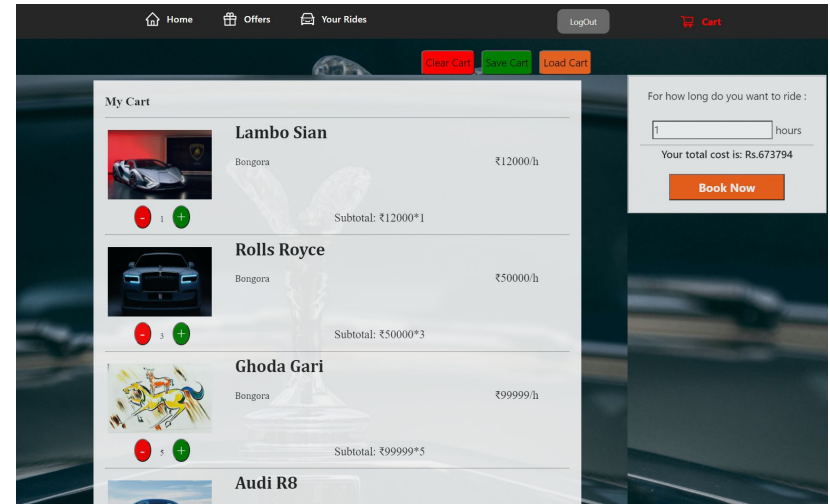 Home Offers Your Rides LogOut Cart
Clear Cart Save Cart Load Cart
My Cart
Lambo Sian
Bongora ₹12000/h
- 1 + Subtotal: ₹12000*1
Rolls Royce
Bongora ₹50000/h
- 3 + Subtotal: ₹50000*3
Ghoda Gari
Bongora ₹99999/h
- 5 + Subtotal: ₹99999*5
Audi R8
For how long do you want to ride :
1 hours
Your total cost is: Rs.673794
Book Now